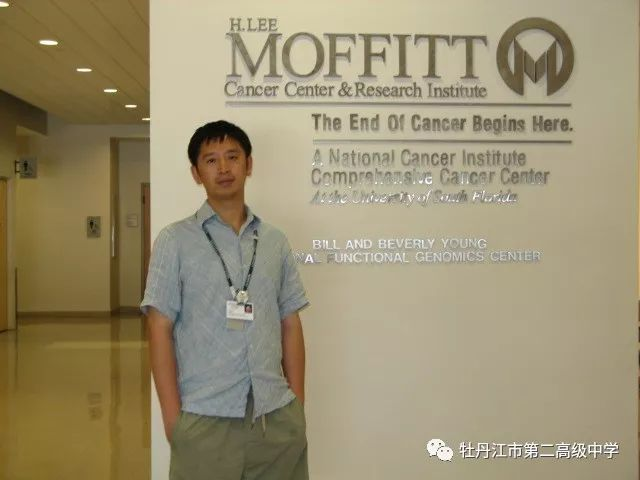 H. LEE
MOFFITT
Cancer Center & Research Institute
The End Of Cancer Begins Here.
A National Cancer Institute
Comprehensive Cancer Center
At the University of South Florida
BILL AND BEVERLY YOUNG
NAL FUNCTIONAL GENOMICS CENTER
牡丹江市第二高级中学